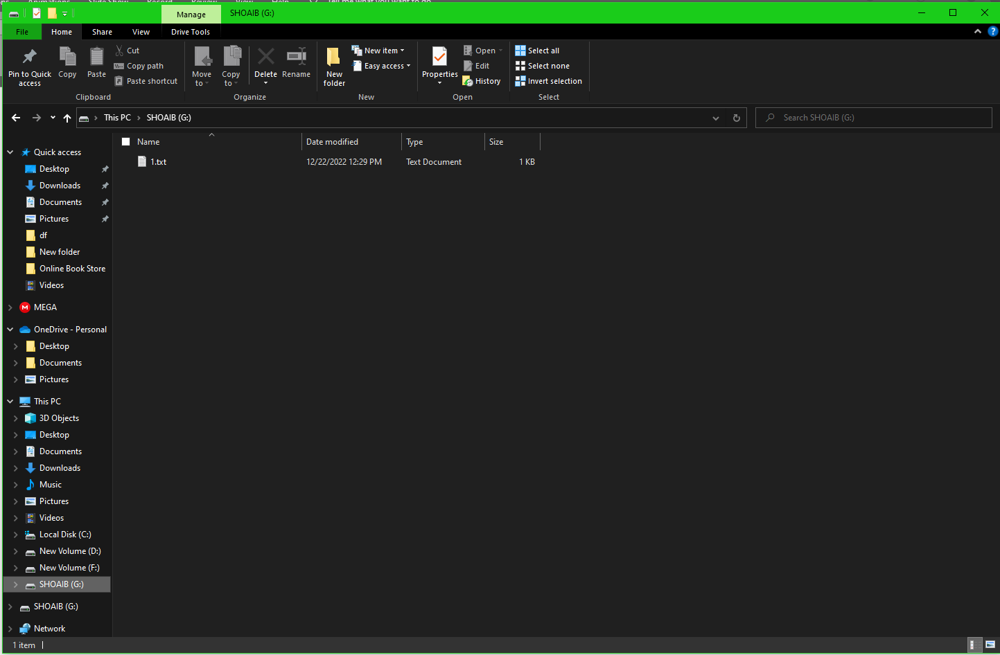 Manage
SHOAIB (G:)
File
Home
Share
View
Drive Tools
Pin to Quick
access
Copy
Paste
Cut
Copy path
Paste shortcut
Clipboard
Move
to
Copy
to
Delete
Rename
Organize
New
folder
New item
Easy access
New
Properties
Open
Edit
History
Open
Select all
Select none
Invert selection
Select
This PC
SHOAIB (G:)
Search SHOAIB (G:)
Name
Date modified
Type
Size
1.txt
12/22/2022 12:29 PM
Text Document
1 KB
Quick access
Desktop
Downloads
Documents
Pictures
df
New folder
Online Book Store
Videos
MEGA
OneDrive - Personal
Desktop
Documents
Pictures
This PC
3D Objects
Desktop
Documents
Downloads
Music
Pictures
Videos
Local Disk (C:)
New Volume (D:)
New Volume (F:)
SHOAIB (G:)
SHOAIB (G:)
Network
1 item